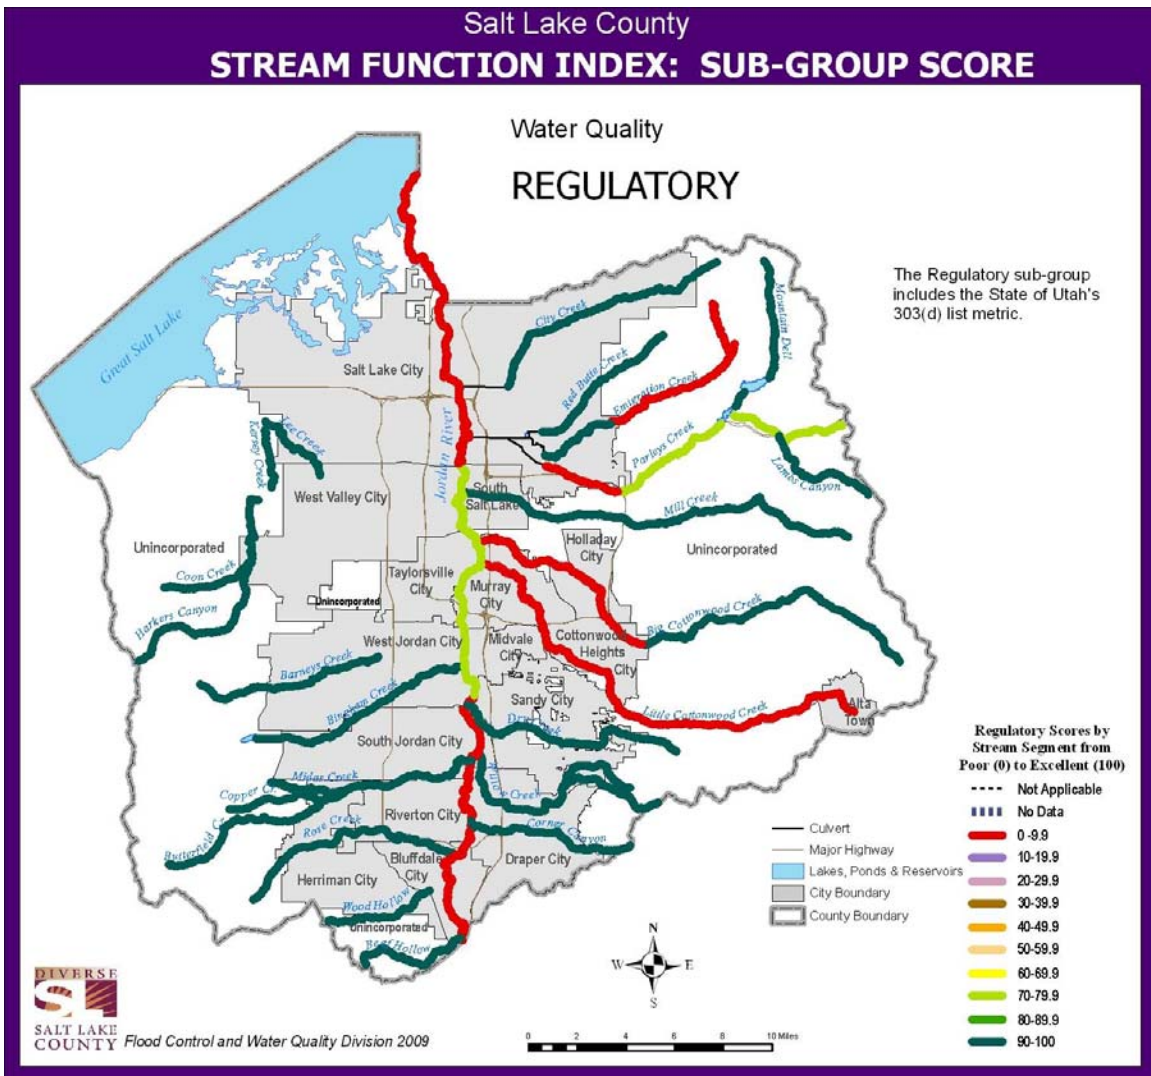 Salt Lake County
STREAM FUNCTION INDEX: SUB-GROUP SCORE
Water Quality
REGULATORY
The Regulatory sub-group
includes the State of Utah's
303(d) list metric.
Great Salt Lake
Salt Lake City
City Creek
Mountain Dell
Red Butte Creek
Emigration Creek
Jordan River
Parleys Creek
Lambs Canyon
Kersey Creek
Lee Creek
West Valley City
South
Salt Lake
Mill Creek
Holladay
City
Unincorporated
Unincorporated
Coon Creek
Harkers Canyon
Taylorsville
City
Unincorporated
Murray
City
Big Cottonwood Creek
West Jordan City
Midvale
City
Cottonwood
Heights
City
Barneys Creek
Bingham Creek
Sandy City
Little Cottonwood Creek
Alta
Town
South Jordan City
Dry Creek
Midas Creek
Copper Cr.
Butterfield Cr.
Rose Creek
Riverton City
Willow Creek
Corner Canyon
Bluffdale
City
Draper City
Herriman City
Wood Hollow
Unincorporated
Beef Hollow
Culvert
Major Highway
Lakes, Ponds & Reservoirs
City Boundary
County Boundary
Regulatory Scores by
Stream Segment from
Poor (0) to Excellent (100)
Not Applicable
No Data
0 -9.9
10-19.9
20-29.9
30-39.9
40-49.9
50-59.9
60-69.9
70-79.9
80-89.9
90-100
N
W
E
S
0 2 4 6 8 10 Miles
DIVERSE
SL
SALT LAKE
COUNTY
Flood Control and Water Quality Division 2009